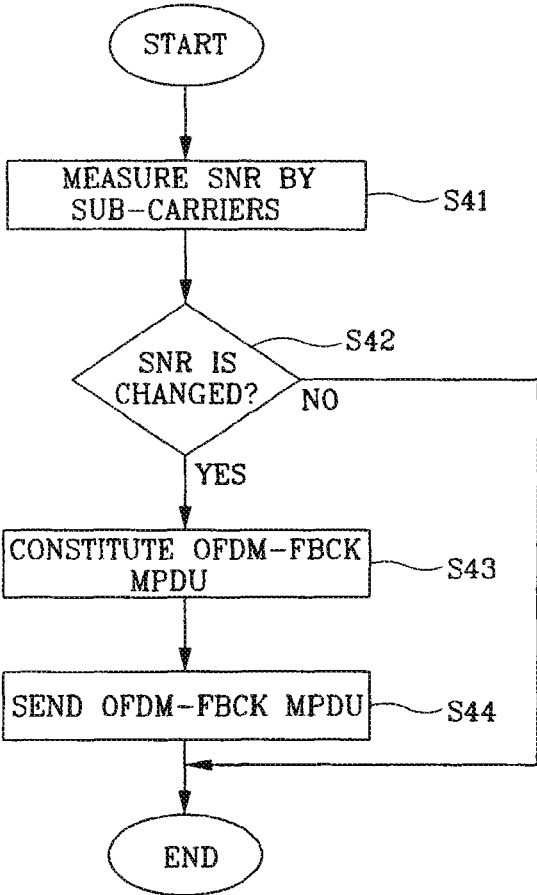 START
MEASURE SNR BY
SUB-CARRIERS
S41
S42
SNR IS
CHANGED?
NO
YES
CONSTITUTE OFDM-FBCK
MPDU
S43
SEND OFDM-FBCK MPDU
S44
END